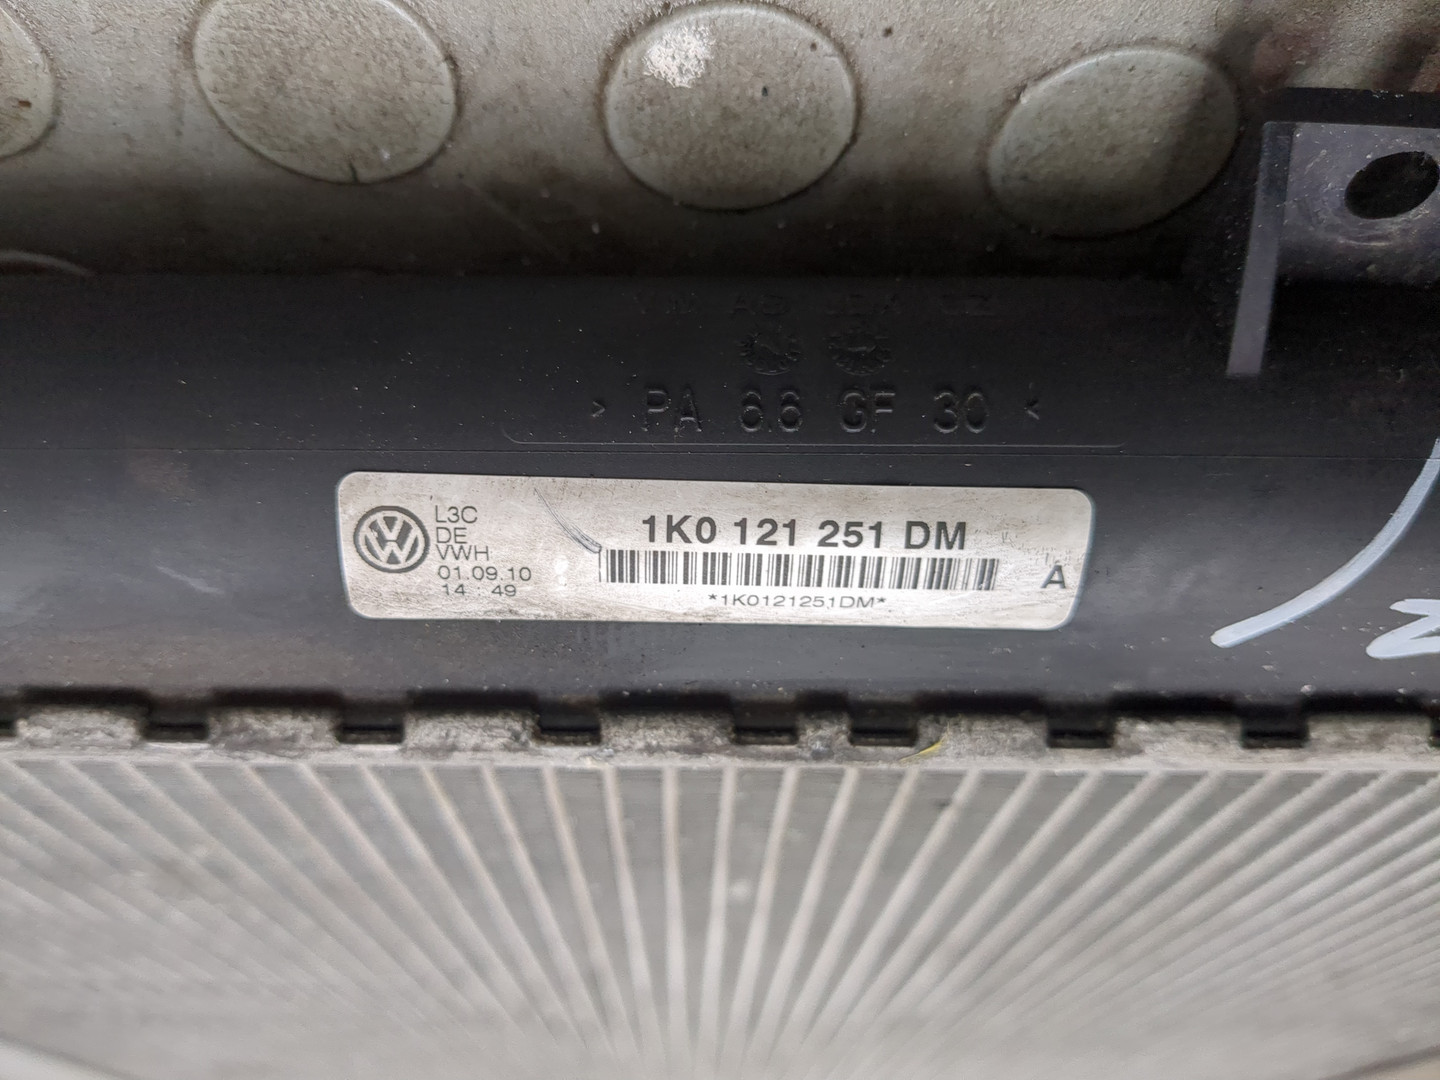 > PA 6.6 GF 30 <
L3C
DE
VWH
01.09.10
14 : 49
1K0 121 251 DM
*1K0121251DM*
A